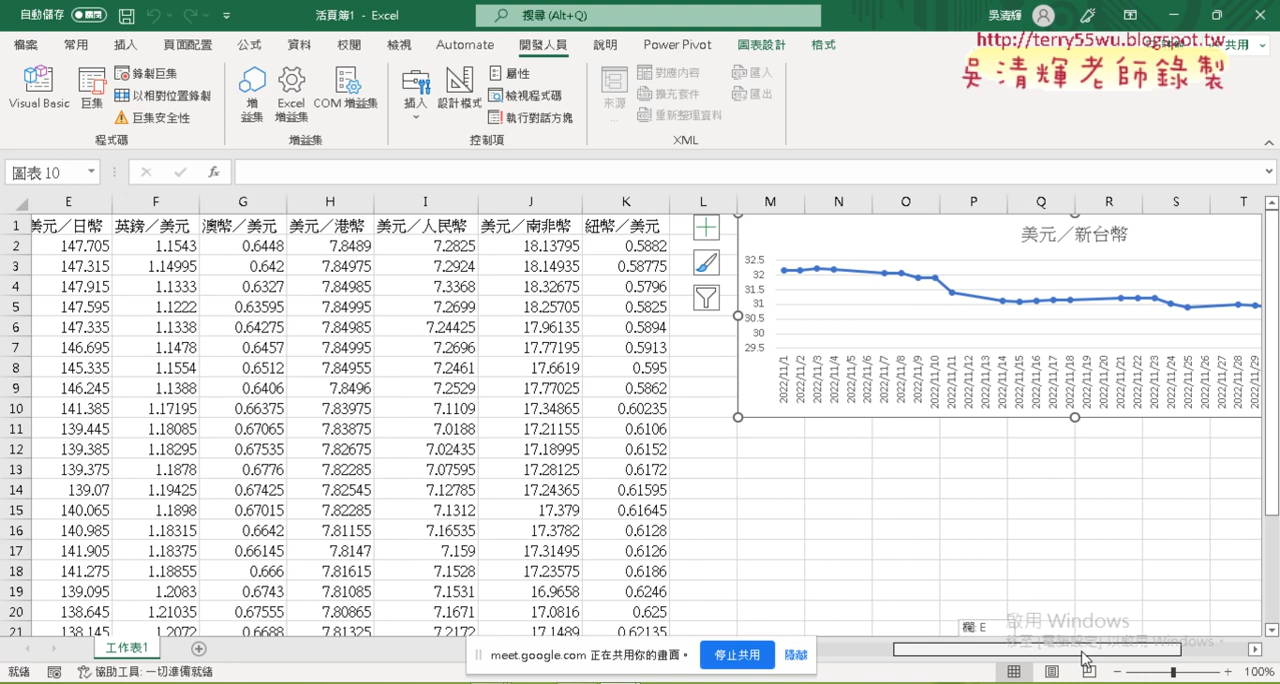 自動儲存 關閉 活頁簿1 - Excel 搜尋 (Alt+Q) 吳清輝
http://terry55wu.blogspot.tw
吳清輝老師錄製
檔案 常用 插入 頁面配置 公式 資料 校閱 檢視 Automate 開發人員 說明 Power Pivot 圖表設計 格式 共用
Visual Basic 巨集 錄製巨集 以相對位置錄製 巨集安全性
增益集 Excel 增益集 COM 增益集
插入 設計模式 屬性 檢視程式碼 執行對話方塊
來源 對應內容 擴充套件 重新整理資料 匯入 匯出
程式碼 增益集 控制項 XML
圖表 10 fx
E F G H I J K L M N O P Q R S T
1 美元／日幣 英鎊／美元 澳幣／美元 美元／港幣 美元／人民幣 美元／南非幣 紐幣／美元
2 147.705 1.1543 0.6448 7.8489 7.2825 18.13795 0.5882
3 147.315 1.14995 0.642 7.84975 7.2924 18.14935 0.58775
4 147.915 1.1333 0.6327 7.84985 7.3368 18.32675 0.5796
5 147.595 1.1222 0.63595 7.84995 7.2699 18.25705 0.5825
6 147.335 1.1338 0.64275 7.84985 7.24425 17.96135 0.5894
7 146.695 1.1478 0.6457 7.84995 7.2696 17.77195 0.5913
8 145.335 1.1554 0.6512 7.84955 7.2461 17.6619 0.595
9 146.245 1.1388 0.6406 7.8496 7.2529 17.77025 0.5862
10 141.385 1.17195 0.66375 7.83975 7.1109 17.34865 0.60235
11 139.445 1.18085 0.67065 7.83875 7.0188 17.21155 0.6106
12 139.385 1.18295 0.67535 7.82675 7.02435 17.18995 0.6152
13 139.375 1.1878 0.6776 7.82285 7.07595 17.28125 0.6172
14 139.07 1.19425 0.67425 7.82545 7.12785 17.24365 0.61595
15 140.065 1.1898 0.67015 7.82285 7.1312 17.379 0.61645
16 140.985 1.18315 0.6642 7.81155 7.16535 17.3782 0.6128
17 141.905 1.18375 0.66145 7.8147 7.159 17.31495 0.6126
18 141.275 1.18855 0.666 7.81615 7.1528 17.23575 0.6186
19 139.095 1.2083 0.6743 7.81085 7.1531 16.9658 0.6246
20 138.645 1.21035 0.67555 7.80865 7.1671 17.0816 0.625
21 138.145 1.2072 0.6688 7.81325 7.2172 17.1489 0.62135
美元／新台幣
32.5
32
31.5
31
30.5
30
29.5
2022/11/1 2022/11/2 2022/11/3 2022/11/4 2022/11/5 2022/11/6 2022/11/7 2022/11/8 2022/11/9 2022/11/10 2022/11/11 2022/11/12 2022/11/13 2022/11/14 2022/11/15 2022/11/16 2022/11/17 2022/11/18 2022/11/19 2022/11/20 2022/11/21 2022/11/22 2022/11/23 2022/11/24 2022/11/25 2022/11/26 2022/11/27 2022/11/28 2022/11/29
欄: E
啟用 Windows
移至 [電腦設定] 以啟用 Windows。
工作表1
meet.google.com 正在共用你的畫面。 停止共用 隱藏
就緒 協助工具: 一切準備就緒 100%